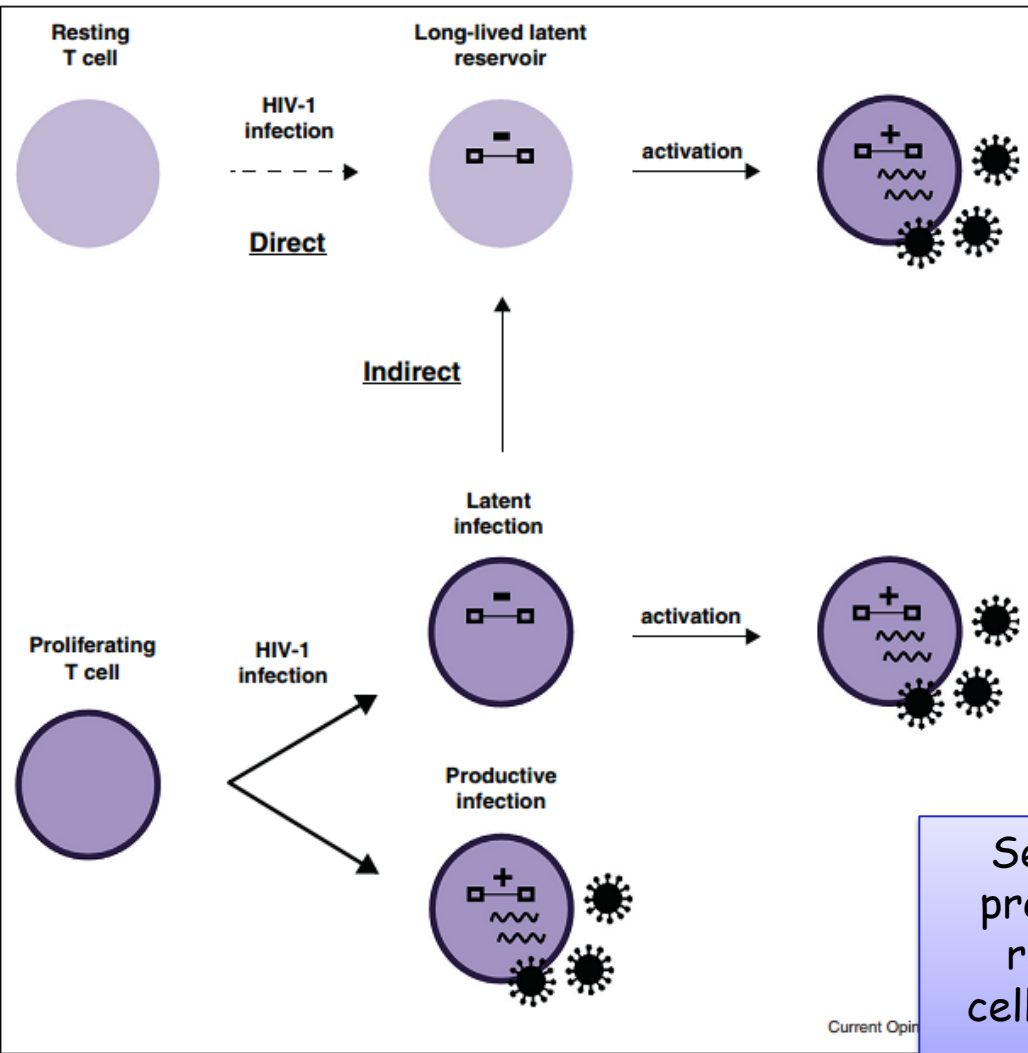 Resting
T cell
Long-lived latent
reservoir
HIV-1
infection
activation
Direct
Indirect
Latent
infection
Proliferating
T cell
HIV-1
infection
activation
Productive
infection
Current